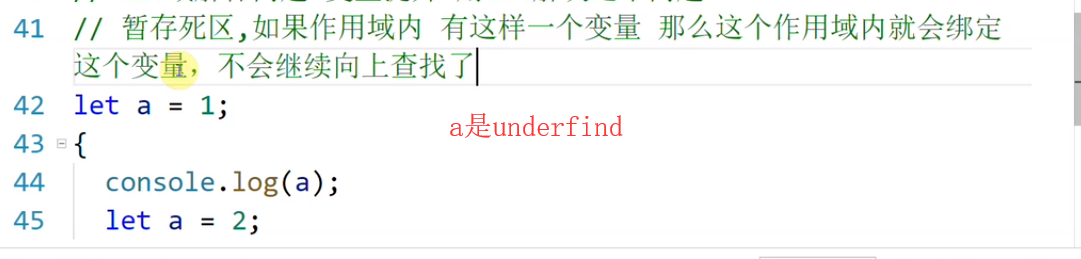 41 // 暂存死区,如果作用域内 有这样一个变量 那么这个作用域内就会绑定
这个变量，不会继续向上查找了
42 let a = 1;
a是underfind
43 {
44 console.log(a);
45 let a = 2;